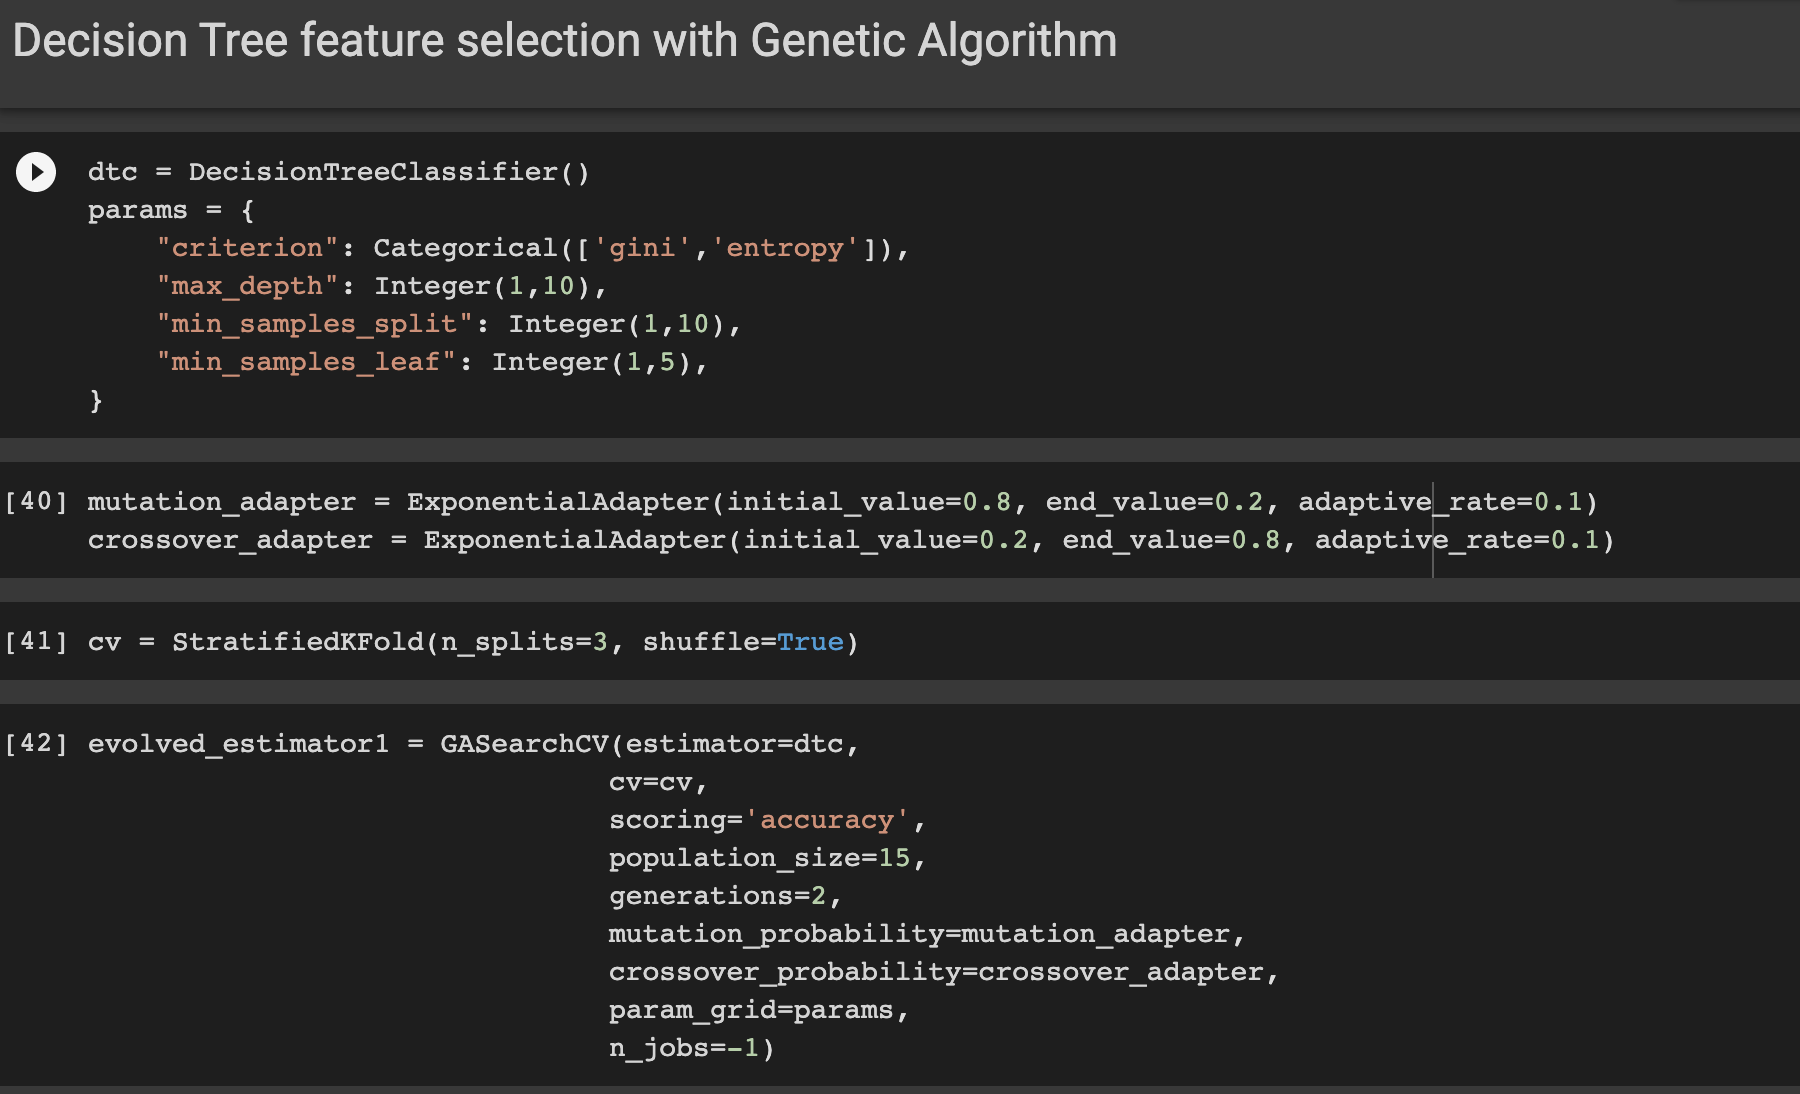 Decision Tree feature selection with Genetic Algorithm
dtc = DecisionTreeClassifier()
params = {
    "criterion": Categorical(['gini','entropy']),
    "max_depth": Integer(1,10),
    "min_samples_split": Integer(1,10),
    "min_samples_leaf": Integer(1,5),
}
[40] mutation_adapter = ExponentialAdapter(initial_value=0.8, end_value=0.2, adaptive_rate=0.1)
crossover_adapter = ExponentialAdapter(initial_value=0.2, end_value=0.8, adaptive_rate=0.1)
[41] cv = StratifiedKFold(n_splits=3, shuffle=True)
[42] evolved_estimator1 = GASearchCV(estimator=dtc,
                               cv=cv,
                               scoring='accuracy',
                               population_size=15,
                               generations=2,
                               mutation_probability=mutation_adapter,
                               crossover_probability=crossover_adapter,
                               param_grid=params,
                               n_jobs=-1)